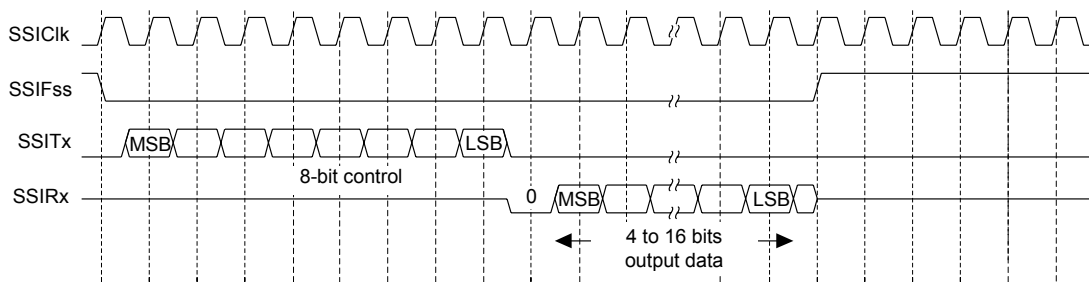 SSIClk
SSIFss
SSITx
MSB
LSB
8-bit control
SSIRx
0
MSB
LSB
4 to 16 bits
output data